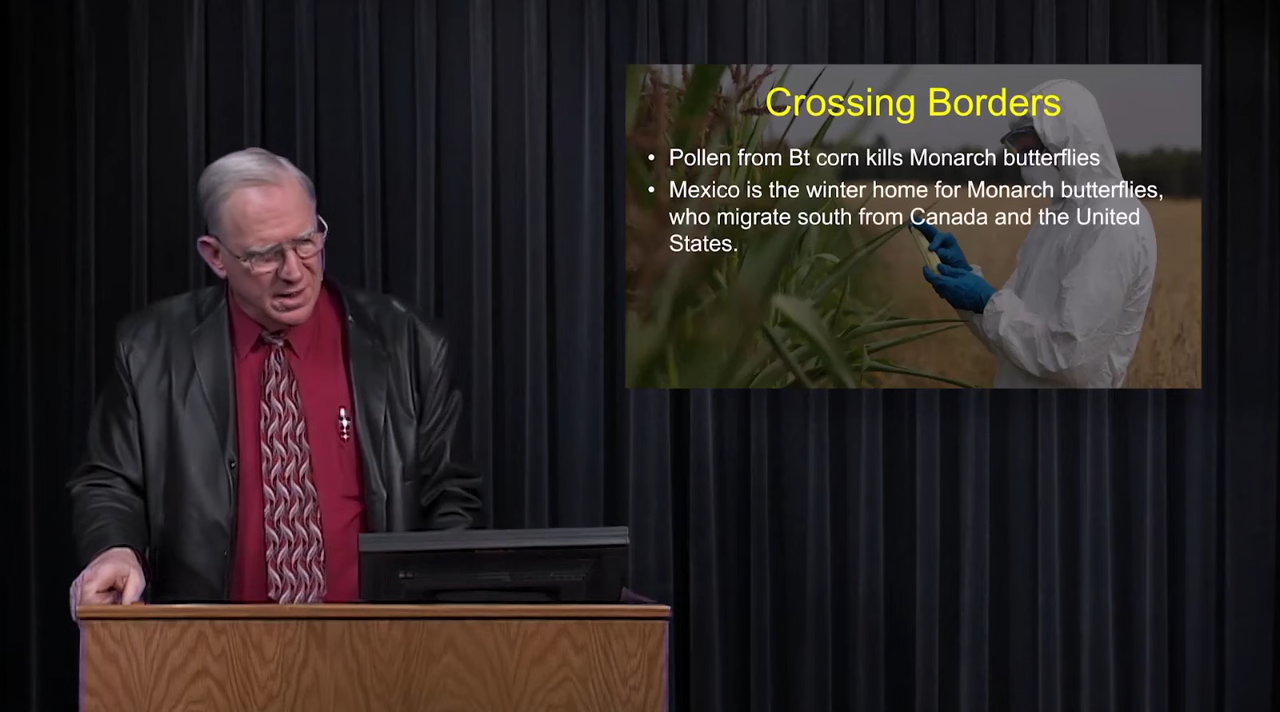 Crossing Borders
• Pollen from Bt corn kills Monarch butterflies
• Mexico is the winter home for Monarch butterflies,
who migrate south from Canada and the United
States.